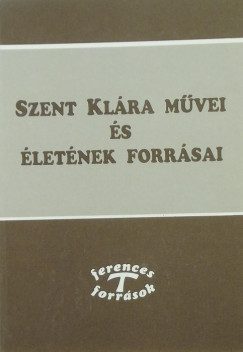 SZENT KLÁRA MŰVEI
ÉS
ÉLETÉNEK FORRÁSAI
ferences
források